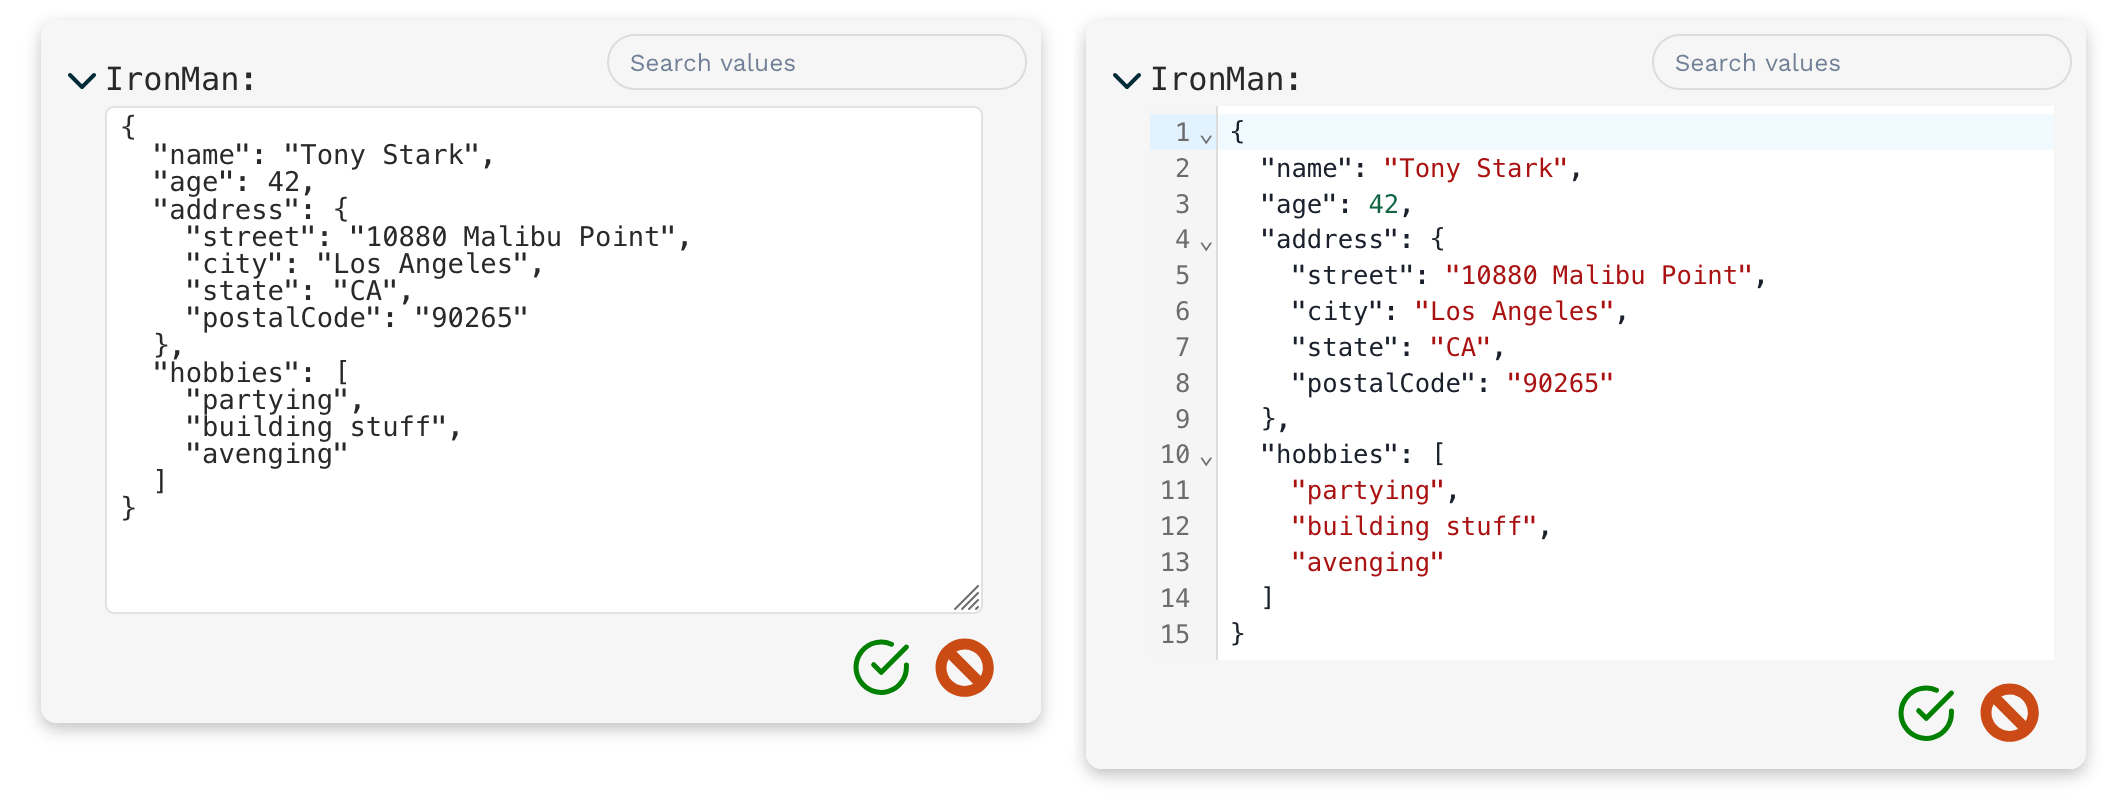 Search values
IronMan:
{
  "name": "Tony Stark",
  "age": 42,
  "address": {
    "street": "10880 Malibu Point",
    "city": "Los Angeles",
    "state": "CA",
    "postalCode": "90265"
  },
  "hobbies": [
    "partying",
    "building stuff",
    "avenging"
  ]
}
Search values
IronMan:
1 {
2   "name": "Tony Stark",
3   "age": 42,
4   "address": {
5     "street": "10880 Malibu Point",
6     "city": "Los Angeles",
7     "state": "CA",
8     "postalCode": "90265"
9   },
10   "hobbies": [
11     "partying",
12     "building stuff",
13     "avenging"
14   ]
15 }